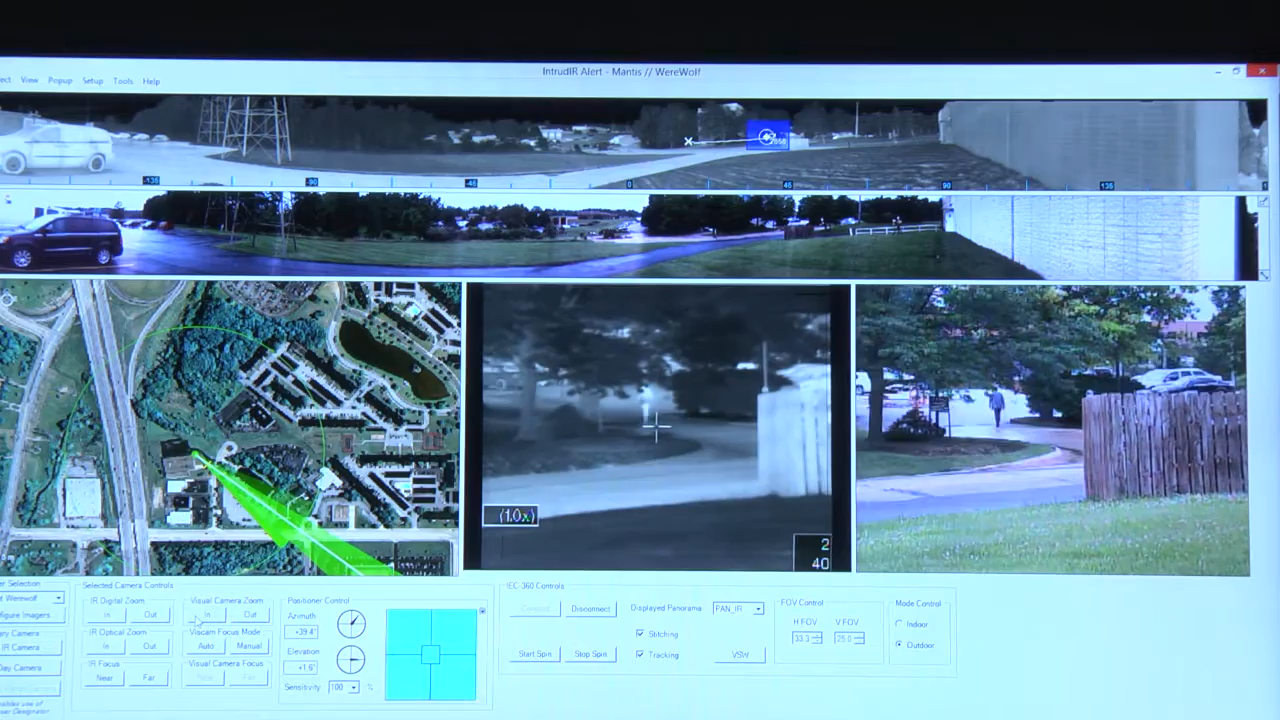 IntrudIR Alert - Mantis // WereWolf
View Popup Setup Tools Help
-135 -90 -45 0 45 90 135
(1.0x)
2
40
Selected Camera Controls
IR Digital Zoom
In Out
IR Optical Zoom
In Out
IR Focus
Near Far
Visual Camera Zoom
In Out
Viscam Focus Mode
Auto Manual
Visual Camera Focus
Positioner Control
Azimuth
+39.4°
Elevation
+1.6°
Sensitivity 100 %
IEC-360 Controls
Disconnect
Displayed Panorama PAN_IR
Stitching
Start Spin Stop Spin
Tracking
VSW
FOV Control
H FOV V FOV
33.3 25.0
Mode Control
Indoor
Outdoor
IR Camera
Day Camera